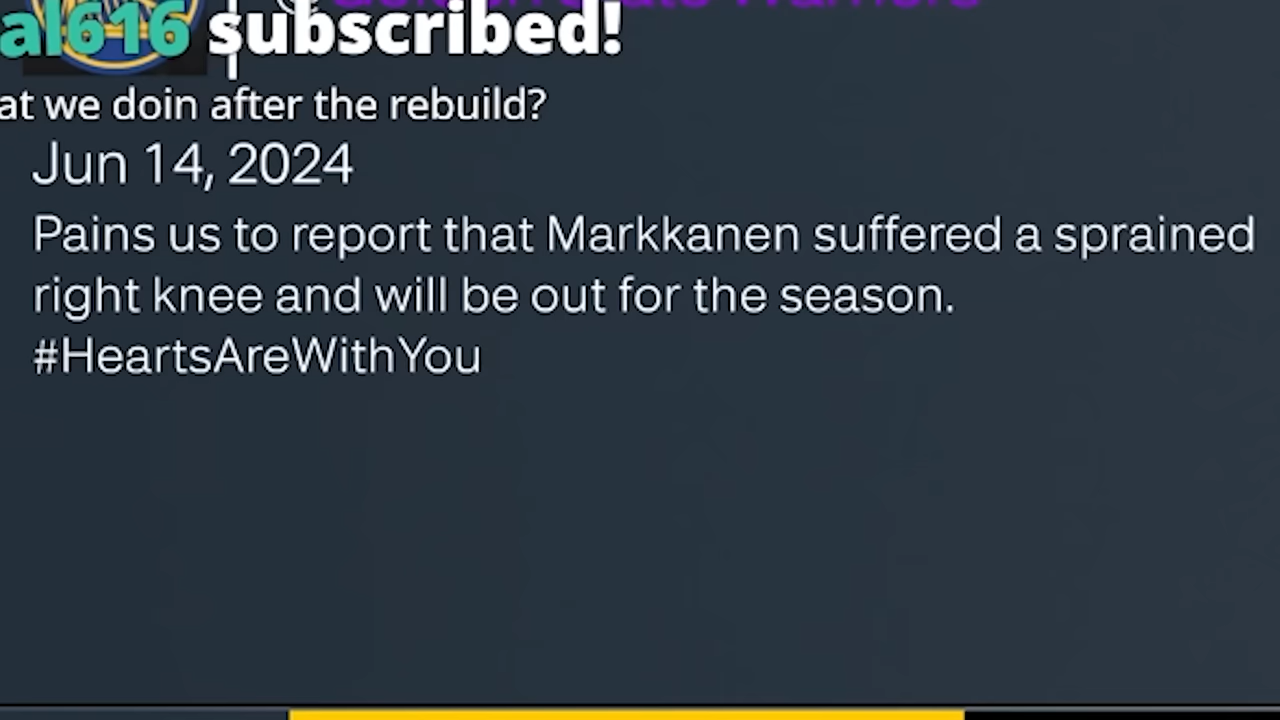 al616 subscribed!
at we doin after the rebuild?
Jun 14, 2024
Pains us to report that Markkanen suffered a sprained
right knee and will be out for the season.
#HeartsAreWithYou